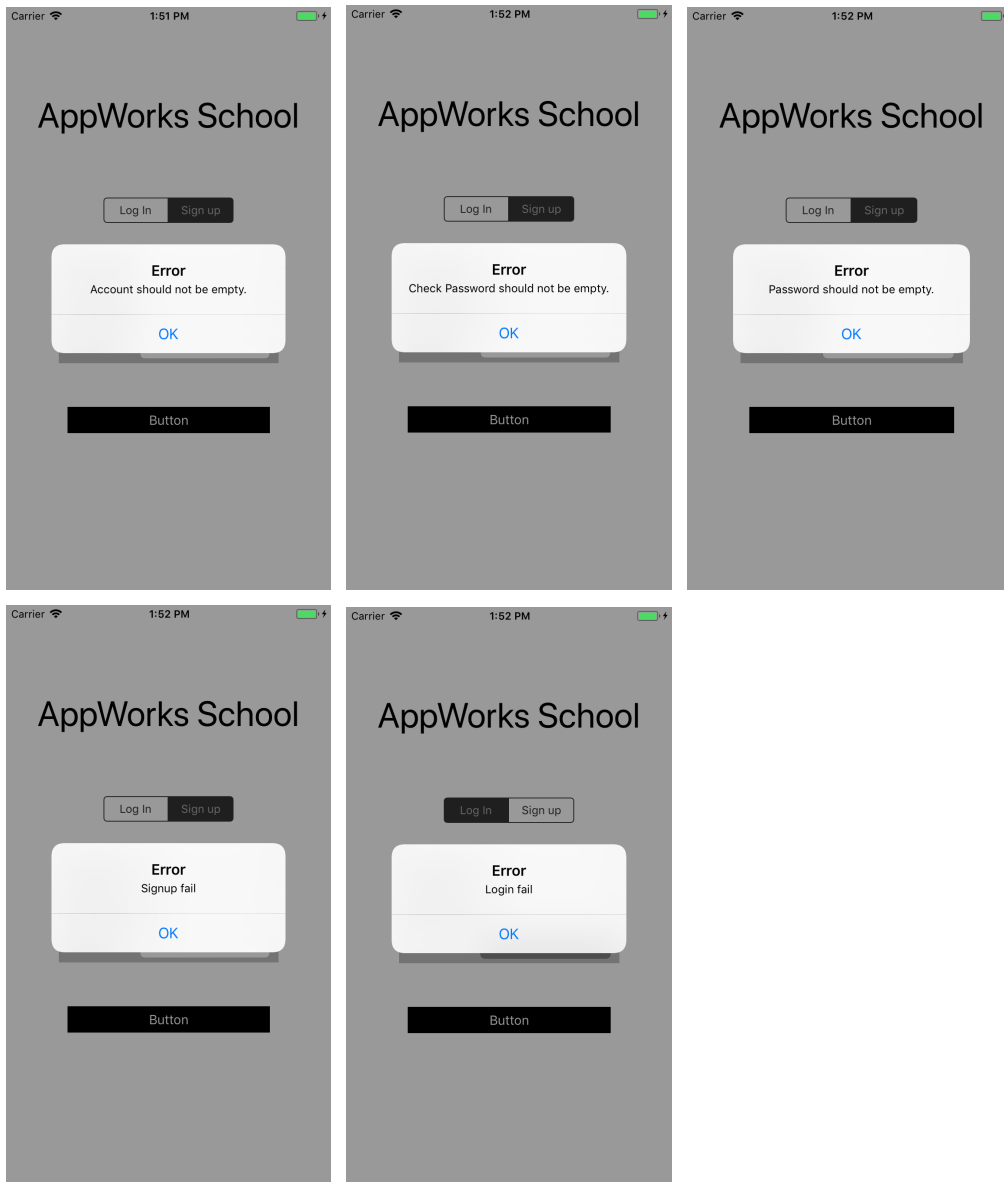 Carrier 1:51 PM
AppWorks School
Log In Sign up
Error
Account should not be empty.
OK
Button
Carrier 1:52 PM
AppWorks School
Log In Sign up
Error
Check Password should not be empty.
OK
Button
Carrier 1:52 PM
AppWorks School
Log In Sign up
Error
Password should not be empty.
OK
Button
Carrier 1:52 PM
AppWorks School
Log In Sign up
Error
Signup fail
OK
Button
Carrier 1:52 PM
AppWorks School
Log In Sign up
Error
Login fail
OK
Button